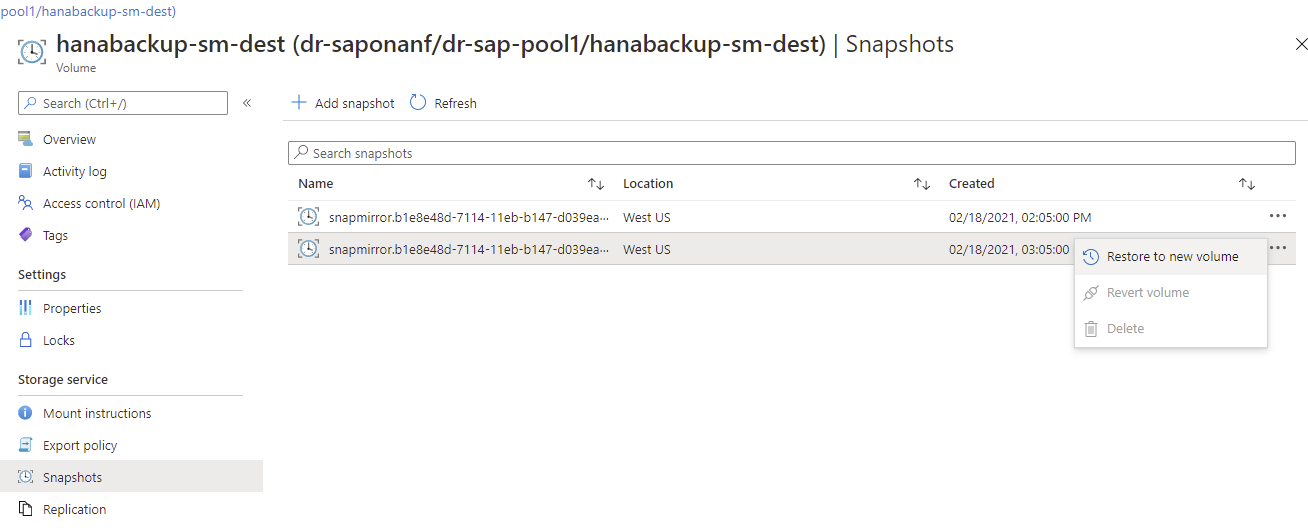 pool1/hanabackup-sm-dest)
hanabackup-sm-dest (dr-saponanf/dr-sap-pool1/hanabackup-sm-dest) | Snapshots
Volume
Search (Ctrl+/)
«
Add snapshot
Refresh
Overview
Activity log
Access control (IAM)
Tags
Settings
Properties
Locks
Storage service
Mount instructions
Export policy
Snapshots
Replication
Search snapshots
Name
Location
Created
snapmirror.b1e8e48d-7114-11eb-b147-d039ea···
West US
02/18/2021, 02:05:00 PM
snapmirror.b1e8e48d-7114-11eb-b147-d039ea···
West US
02/18/2021, 03:05:00
Restore to new volume
Revert volume
Delete